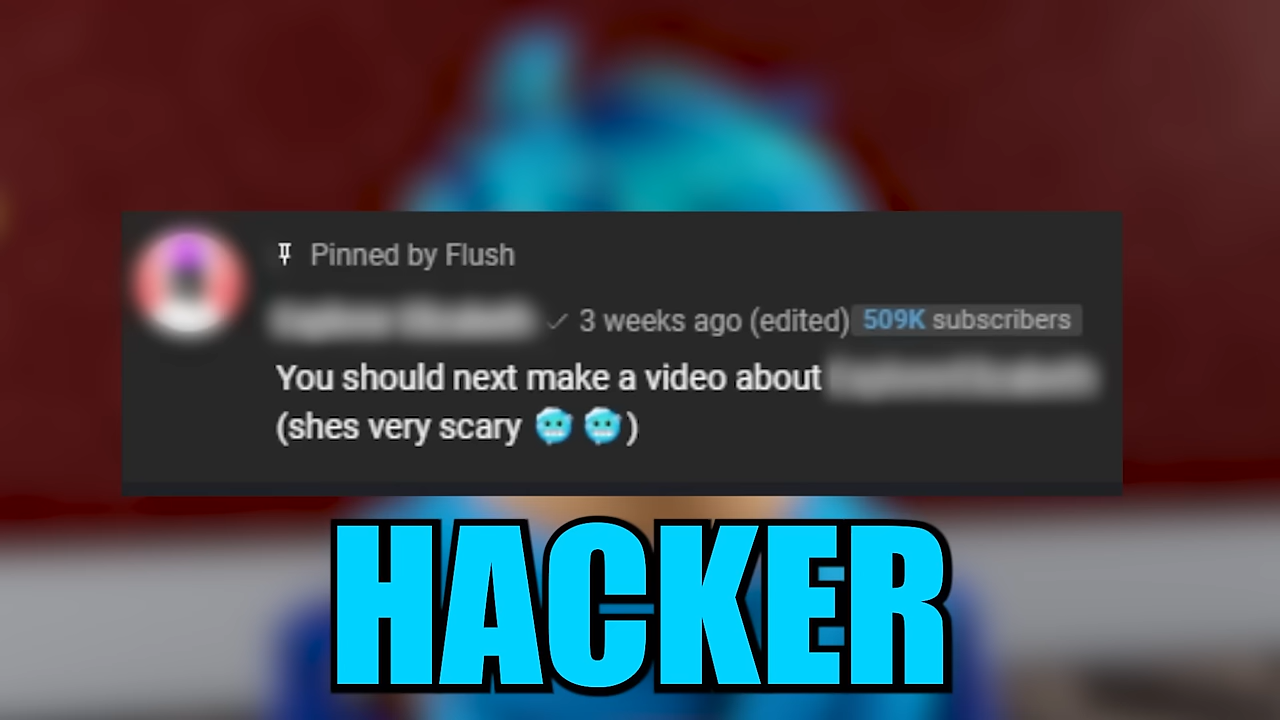 Pinned by Flush
3 weeks ago (edited) 509K subscribers
You should next make a video about
(shes very scary 🥶🥶)
HACKER